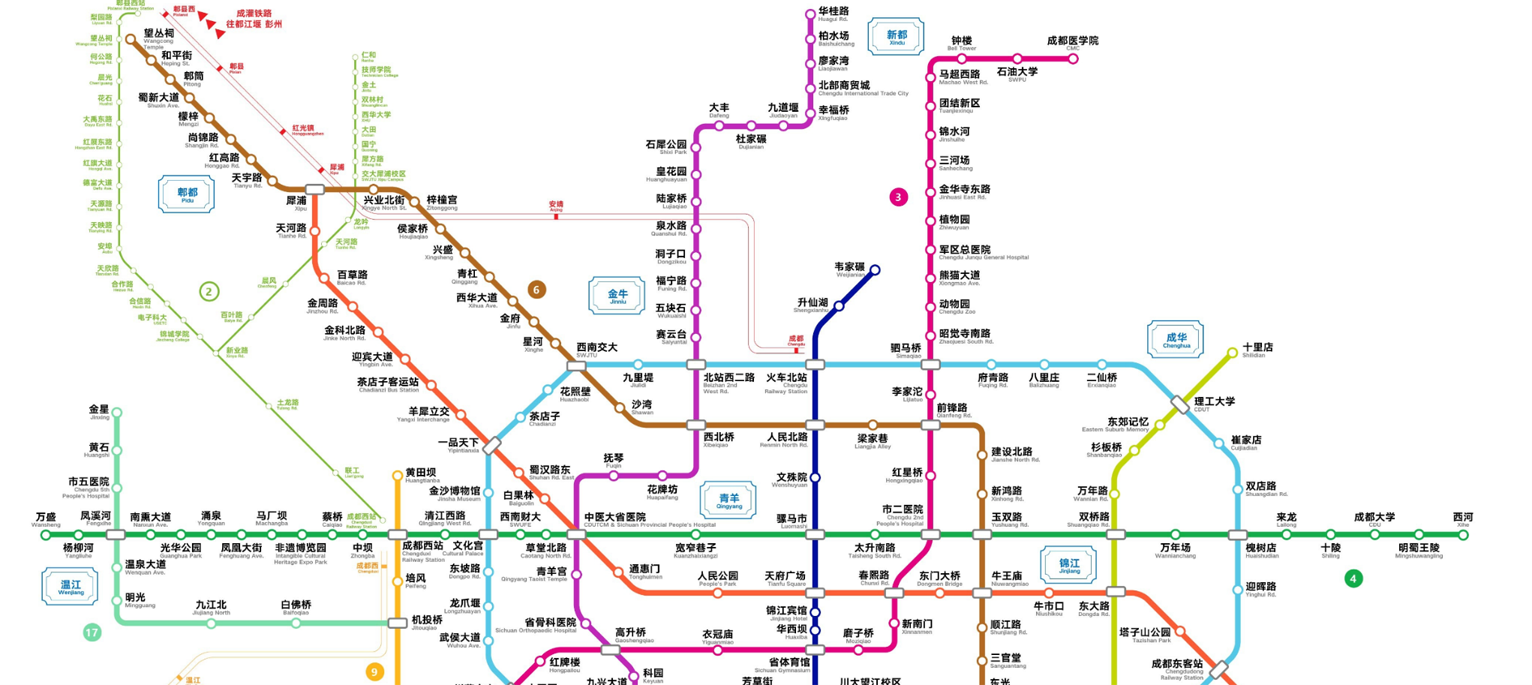 郫县西站
梨园路
望丛祠
何公路
晨光
花石
大禹东路
红展东路
红旗大道
德富大道
天源路
天映路
安埠
天欣路
合作路
合信路
电子科大
锦城学院
新业路
土龙路
联工
成都西站
2
仁和
技师学院
金土
双林村
西华大学
大田
国宁
犀方路
交大犀浦校区
龙吟
天河路
晨风
百叶路
郫县西
成灌铁路
往都江堰 彭州
郫县
红光镇
犀浦
安靖
成都
望丛祠
Wangcong
Temple
和平街
Heping St.
郫筒
Pitong
蜀新大道
Shuxin Ave.
檬梓
Mengzi
尚锦路
Shangjin Rd.
红高路
Honggao Rd.
天宇路
Tianyu Rd.
郫都
Pidu
犀浦
Xipu
兴业北街
Xingye North St.
梓橦宫
Zitonggong
侯家桥
Houjiaqiao
兴盛
Xingsheng
青杠
Qinggang
西华大道
Xihua Ave.
金府
Jinfu
星河
Xinghe
6
西南交大
SWJTU
沙湾
Shawan
天河路
Tianhe Rd.
百草路
Baicao Rd.
金周路
Jinzhou Rd.
金科北路
Jinke North Rd.
迎宾大道
Yingbin Ave.
茶店子客运站
Chadianzi Bus Station
羊犀立交
Yangxi Interchange
一品天下
Yipintianxia
蜀汉路东
Shuhan Rd. East
白果林
Baiguolin
花照壁
Huazhaobi
茶店子
Chadianzi
华桂路
Huagui Rd.
柏水场
Baishuichang
廖家湾
Liaojiawan
北部商贸城
Chengdu International Trade City
幸福桥
Xingfuqiao
新都
Xindu
九道堰
Jiudaoyan
杜家碾
Dujianian
大丰
Dafeng
石犀公园
Shixi Park
皇花园
Huanghuayuan
陆家桥
Lujiaqiao
泉水路
Quanshui Rd.
洞子口
Dongzikou
福宁路
Funing Rd.
五块石
Wukuaishi
赛云台
Saiyuntai
金牛
Jinniu
北站西二路
Beizhan 2nd
West Rd.
西北桥
Xibeiqiao
花牌坊
Huapaifang
抚琴
Fuqin
韦家碾
Weijianian
升仙湖
Shengxianhu
火车北站
Chengdu
Railway Station
人民北路
Renmin North Rd.
文殊院
Wenshuyuan
骡马市
Luomashi
天府广场
Tianfu Square
锦江宾馆
Jinjiang Hotel
华西坝
Huaxiba
省体育馆
Sichuan Gymnasium
成都医学院
CMC
石油大学
SWPU
钟楼
Bell Tower
马超西路
Machao West Rd.
团结新区
Tuanjiexinqu
锦水河
Jinshuihe
三河场
Sanhechang
金华寺东路
Jinhuasi East Rd.
植物园
Zhiwuyuan
军区总医院
Chengdu Junqu General Hospital
熊猫大道
Xiongmao Ave.
动物园
Chengdu Zoo
昭觉寺南路
Zhaojuesi South Rd.
3
驷马桥
Simaqiao
李家沱
Lijiatuo
前锋路
Qianfeng Rd.
红星桥
Hongxingqiao
市二医院
Chengdu 2nd
People's Hospital
九里堤
Jiulidi
府青路
Fuqing Rd.
八里庄
Balizhuang
二仙桥
Erxianqiao
成华
Chenghua
十里店
Shilidian
理工大学
CDUT
东郊记忆
Eastern Suburb Memory
杉板桥
Shanbanqiao
万年路
双桥路
Shuangqiao Rd.
崔家店
Cuijiadian
双店路
Shuangdian Rd.
梁家巷
Liangjia Alley
建设北路
Jianshe North Rd.
新鸿路
Xinhong Rd.
玉双路
Yushuang Rd.
青羊
Qingyang
金星
Jinxing
黄石
Huangshi
市五医院
Chengdu 5th
People's Hospital
凤溪河
Fengxihe
万盛
Wansheng
杨柳河
Yangliuhe
南熏大道
Nanxun Ave.
光华公园
Guanghua Park
涌泉
Yongquan
凤凰大街
Fenghuang Ave.
马厂坝
Machangba
非遗博览园
Intangible Cultural
Heritage Expo Park
蔡桥
Caiqiao
中坝
Zhongba
黄田坝
Huangtianba
成都西站
Chengduxi
Railway Station
清江西路
Qingjiang West Rd.
金沙博物馆
Jinsha Museum
文化宫
Cultural Palace
西南财大
SWUFE
草堂北路
Caotang North Rd.
中医大省医院
CDUTCM & Sichuan Provincial People's Hospital
宽窄巷子
Kuanzhaixiangzi
太升南路
Taisheng South Rd.
万年场
Wannianchang
槐树店
Huaishudian
来龙
Lailong
十陵
Shiling
成都大学
CDU
明蜀王陵
Mingshuwangling
西河
Xihe
4
温江
Wenjiang
温泉大道
Wenquan Ave.
明光
Mingguang
九江北
Jiujiang North
白佛桥
Baifoqiao
机投桥
Jitouqiao
17
成都西
温江
培风
Peifeng
9
东坡路
Dongpo Rd.
龙爪堰
Longzhuayan
武侯大道
Wuhou Ave.
青羊宫
Qingyang Taoist Temple
省骨科医院
Sichuan Orthopaedic Hospital
高升桥
Gaoshengqiao
红牌楼
Hongpailou
科园
Keyuan
九兴大道
通惠门
Tonghuimen
人民公园
People's Park
衣冠庙
Yiguanmiao
磨子桥
Moziqiao
新南门
Xinnanmen
春熙路
Chunxi Rd.
东门大桥
Dongmen Bridge
牛王庙
Niuwangmiao
锦江
Jinjiang
牛市口
Niushikou
东大路
Dongda Rd.
塔子山公园
Tazishan Park
成都东客站
Chengdudong
Railway Station
迎晖路
Yinghui Rd.
顺江路
Shunjiang Rd.
三官堂
Sanguantang
东光
芳草街
川大望江校区